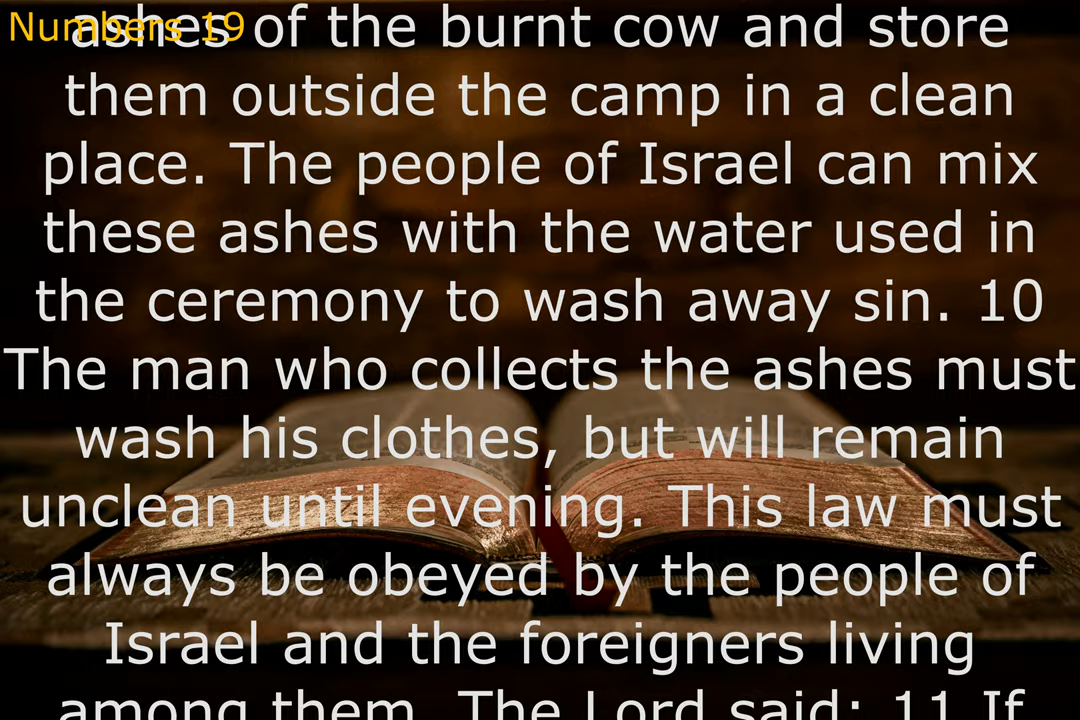 Numbers 19
ashes of the burnt cow and store
them outside the camp in a clean
place. The people of Israel can mix
these ashes with the water used in
the ceremony to wash away sin. 10
The man who collects the ashes must
wash his clothes, but will remain
unclean until evening. This law must
always be obeyed by the people of
Israel and the foreigners living
among them. The Lord said: 11 If